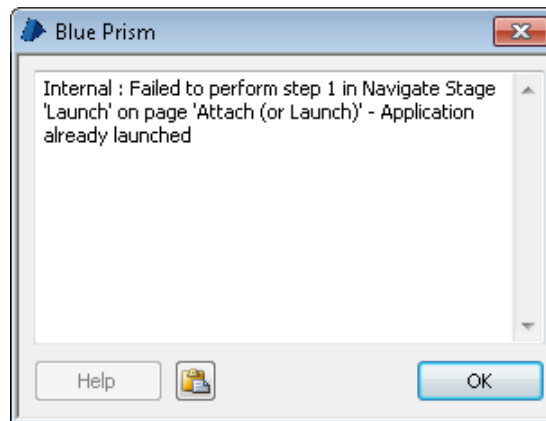 Blue Prism
Internal : Failed to perform step 1 in Navigate Stage
'Launch' on page 'Attach (or Launch)' - Application
already launched
Help
OK